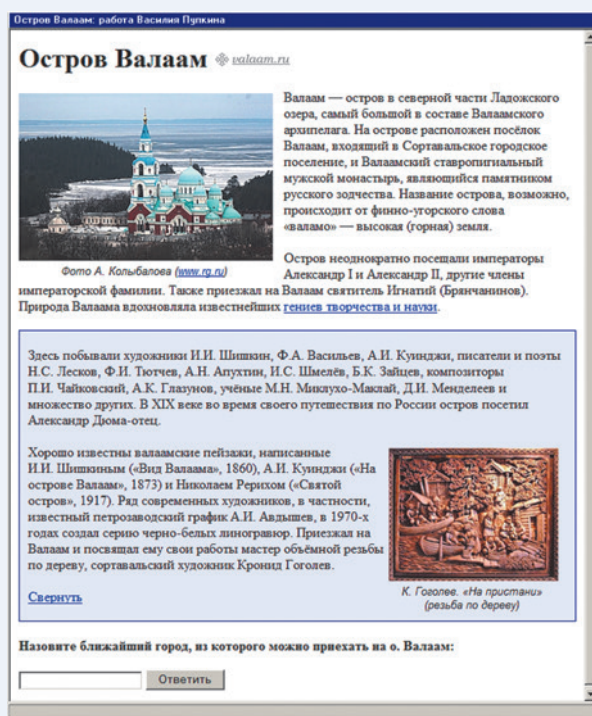 Остров Валаам: работа Василия Пупкина
Остров Валаам valaam.ru
Валаам — остров в северной части Ладожского
озера, самый большой в составе Валаамского
архипелага. На острове расположен посёлок
Валаам, входящий в Сортавальское городское
поселение, и Валаамский ставропигиальный
мужской монастырь, являющийся памятником
русского зодчества. Название острова, возможно,
происходит от финно-угорского слова
«валамо» — высокая (горная) земля.
Фото А. Колыбалова (www.rg.ru)
Остров неоднократно посещали императоры
Александр I и Александр II, другие члены
императорской фамилии. Также приезжал на Валаам святитель Игнатий (Брянчанинов).
Природа Валаама вдохновляла известнейших гениев творчества и науки.
Здесь побывали художники И.И. Шишкин, Ф.А. Васильев, А.И. Куинджи, писатели и поэты
Н.С. Лесков, Ф.И. Тютчев, А.Н. Апухтин, И.С. Шмелёв, Б.К. Зайцев, композиторы
П.И. Чайковский, А.К. Глазунов, учёные М.Н. Миклухо-Маклай, Д.И. Менделеев и
множество других. В XIX веке во время своего путешествия по России остров посетил
Александр Дюма-отец.
Хорошо известны валаамские пейзажи, написанные
И.И. Шишкиным («Вид Валаама», 1860), А.И. Куинджи («На
острове Валаам», 1873) и Николаем Рерихом («Святой
остров», 1917). Ряд современных художников, в частности,
известный петрозаводский график А.И. Авдышев, в 1970-х
годах создал серию черно-белых линогравюр. Приезжал на
Валаам и посвящал ему свои работы мастер объёмной резьбы
по дереву, сортавальский художник Кронид Гоголев.
К. Гоголев. «На пристани»
(резьба по дереву)
Свернуть
Назовите ближайший город, из которого можно приехать на о. Валаам:
Ответить